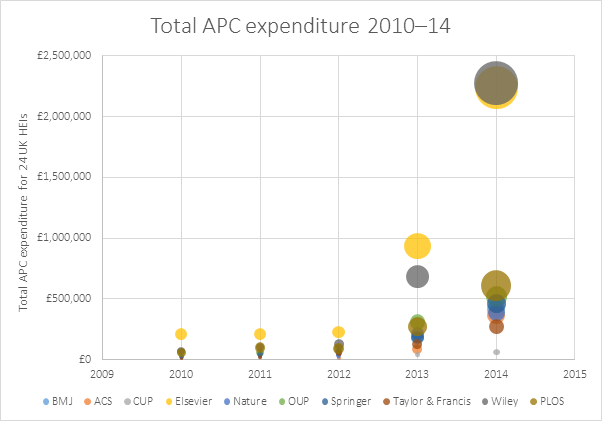 Total APC expenditure 2010–14
Total APC expenditure for 24 UK HEIs
£2,500,000
£2,000,000
£1,500,000
£1,000,000
£500,000
£0
2009 2010 2011 2012 2013 2014 2015
BMJ ACS CUP Elsevier Nature OUP Springer Taylor & Francis Wiley PLOS